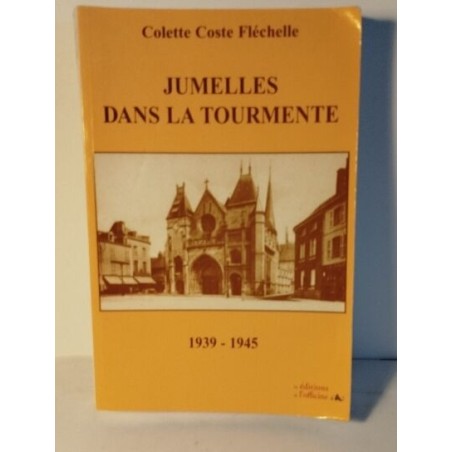 Colette Coste Fléchelle
JUMELLES
DANS LA TOURMENTE
1939 - 1945
éditions